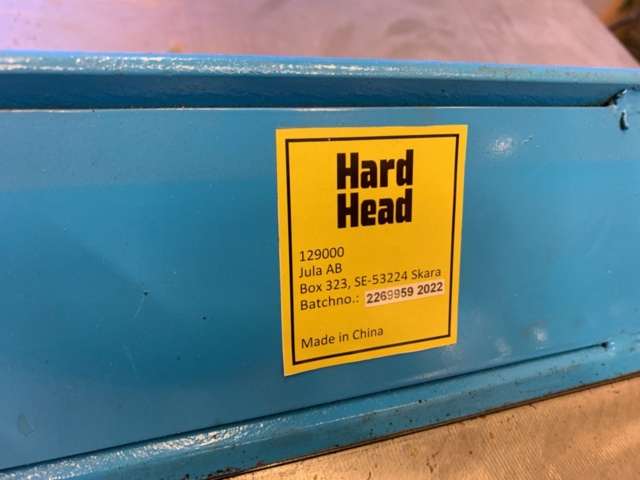 Hard
Head
129000
Jula AB
Box 323, SE-53224 Skara
Batchno.: 2269959 2022
Made in China